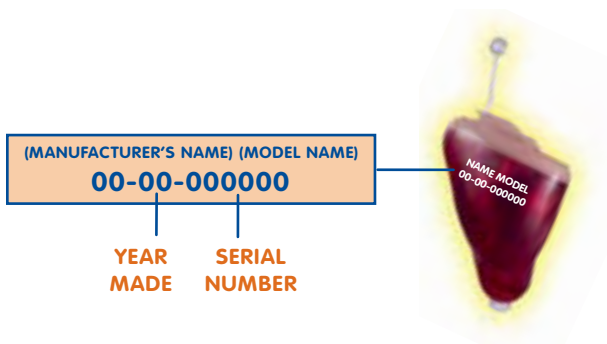 (MANUFACTURER'S NAME) (MODEL NAME)
00-00-000000
YEAR
MADE
SERIAL
NUMBER
NAME MODEL
00-00-000000